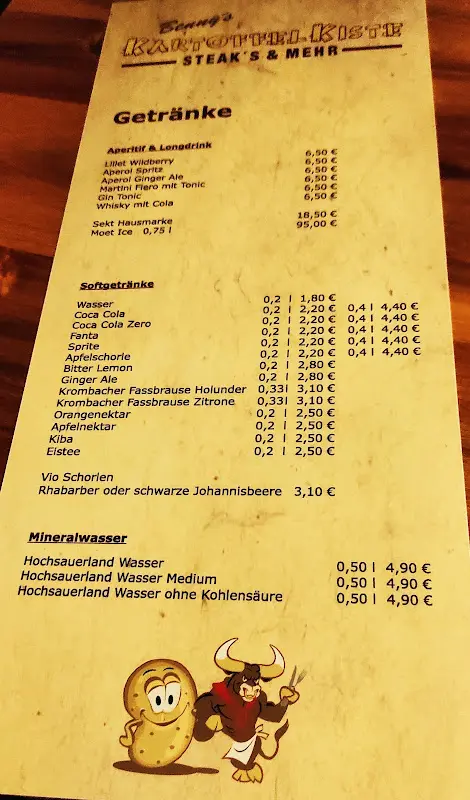 Benny's
KARTOFFELKISTE
STEAK'S & MEHR
Getränke
Aperitif & Longdrink
Lillet Wildberry 6,50 €
Aperol Spritz 6,50 €
Aperol Ginger Ale 6,50 €
Martini Fiero mit Tonic 6,50 €
Gin Tonic 6,50 €
Whisky mit Cola 6,50 €
Sekt Hausmarke 18,50 €
Moet Ice 0,75 l 95,00 €
Softgetränke
Wasser 0,2 l 1,80 €
Coca Cola 0,2 l 2,20 € 0,4 l 4,40 €
Coca Cola Zero 0,2 l 2,20 € 0,4 l 4,40 €
Fanta 0,2 l 2,20 € 0,4 l 4,40 €
Sprite 0,2 l 2,20 € 0,4 l 4,40 €
Apfelschorle 0,2 l 2,20 € 0,4 l 4,40 €
Bitter Lemon 0,2 l 2,80 €
Ginger Ale 0,2 l 2,80 €
Krombacher Fassbrause Holunder 0,33l 3,10 €
Krombacher Fassbrause Zitrone 0,33l 3,10 €
Orangenektar 0,2 l 2,50 €
Apfelnektar 0,2 l 2,50 €
Kiba 0,2 l 2,50 €
Eistee 0,2 l 2,50 €
Vio Schorlen
Rhabarber oder schwarze Johannisbeere 3,10 €
Mineralwasser
Hochsauerland Wasser 0,50 l 4,90 €
Hochsauerland Wasser Medium 0,50 l 4,90 €
Hochsauerland Wasser ohne Kohlensäure 0,50 l 4,90 €